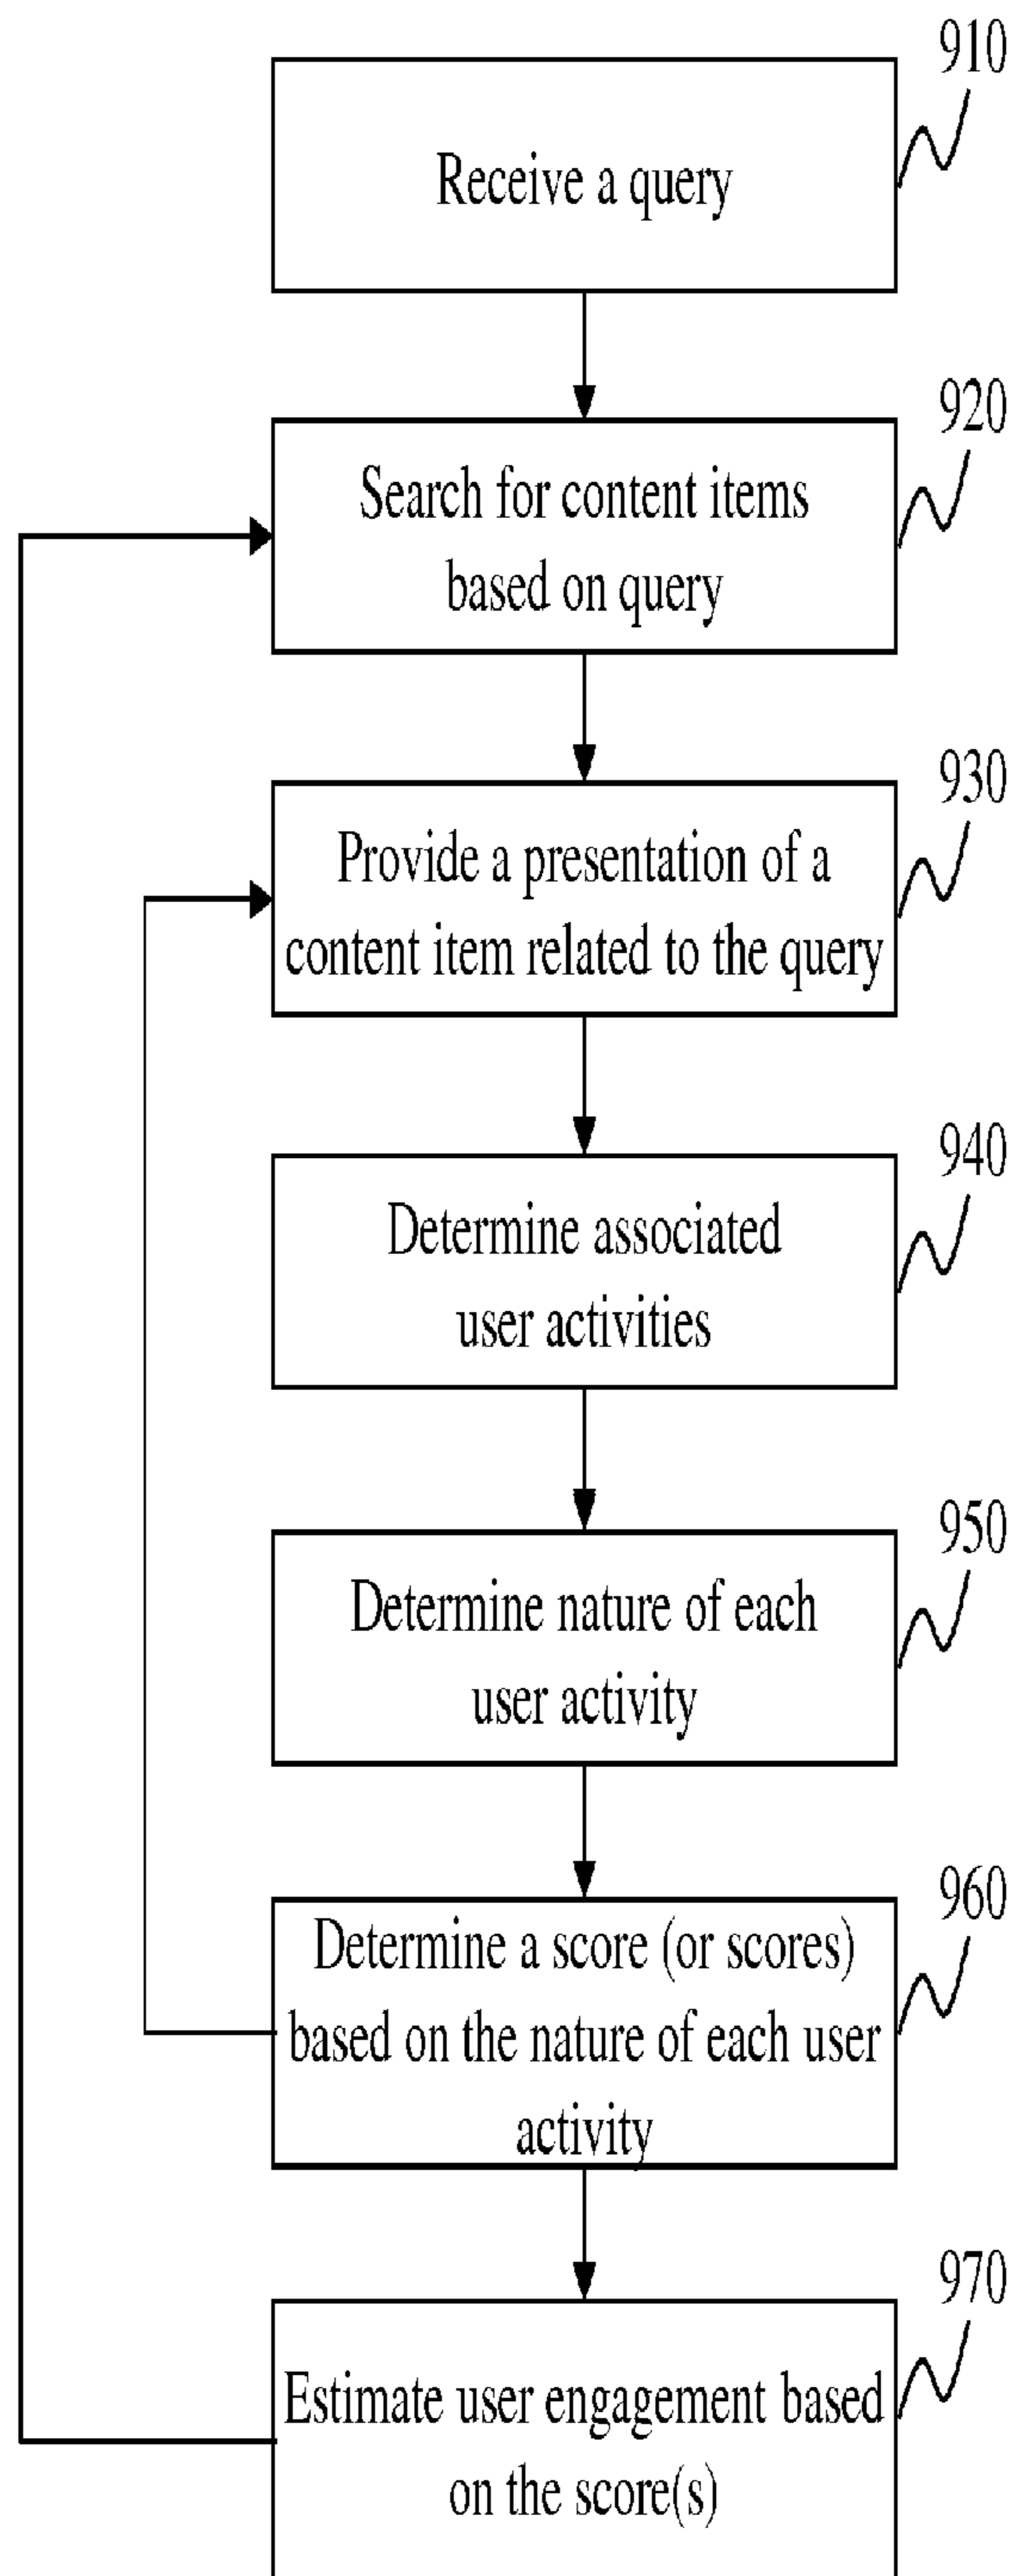 910
Receive a query
920
Search for content items
based on query
930
Provide a presentation of a
content item related to the query
940
Determine associated
user activities
950
Determine nature of each
user activity
960
Determine a score (or scores)
based on the nature of each user
activity
970
Estimate user engagement based
on the score(s)